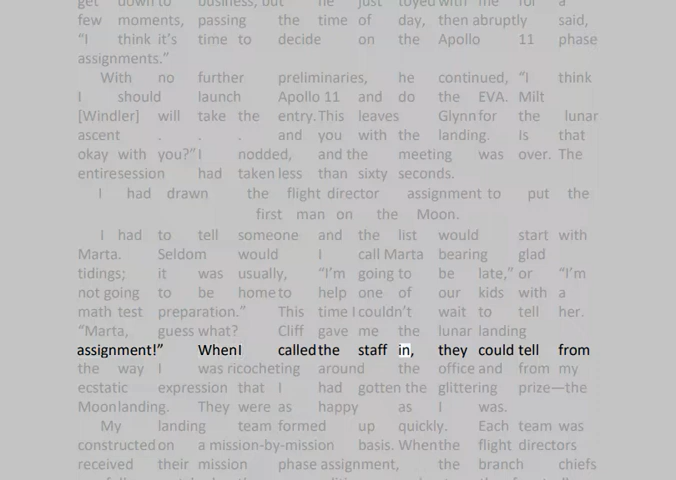 get down to business, but he just toyed with me for a
few moments, passing the time of day, then abruptly said,
“I think it’s time to decide on the Apollo 11 phase
assignments.”
With no further preliminaries, he continued, “I think
I should launch Apollo 11 and do the EVA. Milt
[Windler] will take the entry. This leaves Glynn for the lunar
ascent . . . and you with the landing. Is that
okay with you?” I nodded, and the meeting was over. The
entire session had taken less than sixty seconds.
I had drawn the flight director assignment to put the
first man on the Moon.
I had to tell someone and the list would start with
Marta. Seldom would I call Marta bearing glad
tidings; it was usually, “I’m going to be late,” or “I’m
not going to be home to help one of our kids with a
math test preparation.” This time I couldn’t wait to tell her.
“Marta, guess what? Cliff gave me the lunar landing
assignment!” When I called the staff in, they could tell from
the way I was ricocheting around the office and from my
ecstatic expression that I had gotten the glittering prize—the
Moon landing. They were as happy as I was.
My landing team formed up quickly. Each team was
constructed on a mission-by-mission basis. When the flight directors
received their mission phase assignment, the branch chiefs